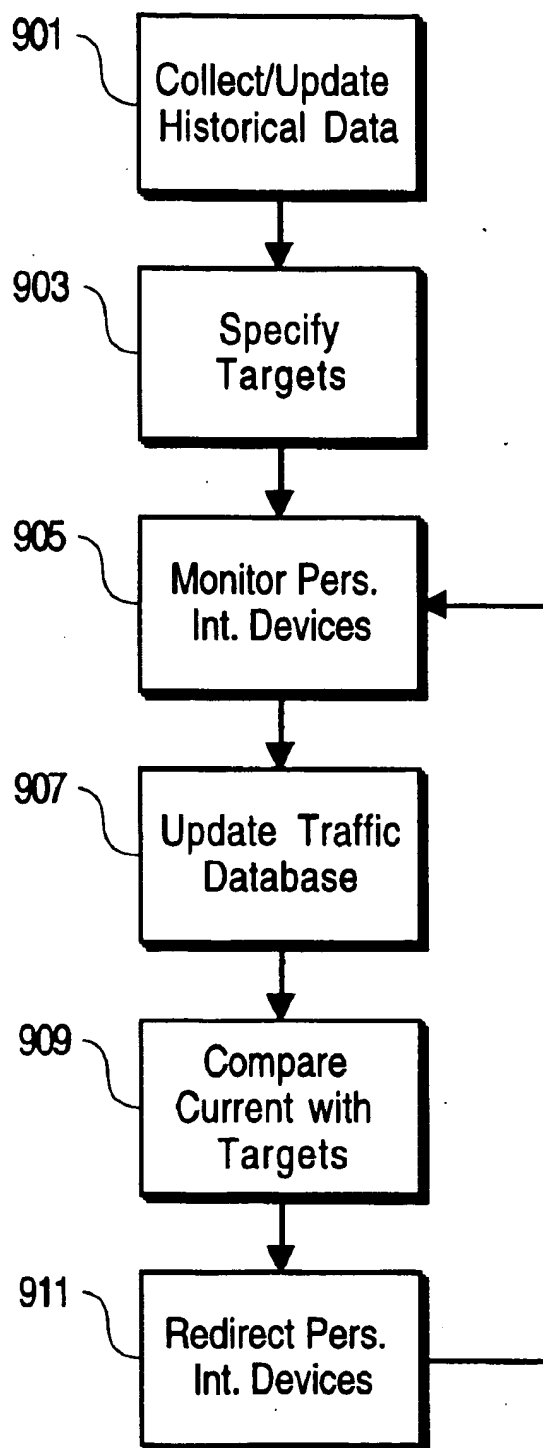 901
Collect/Update
Historical Data
903
Specify
Targets
905
Monitor Pers.
Int. Devices
907
Update Traffic
Database
909
Compare
Current with
Targets
911
Redirect Pers.
Int. Devices